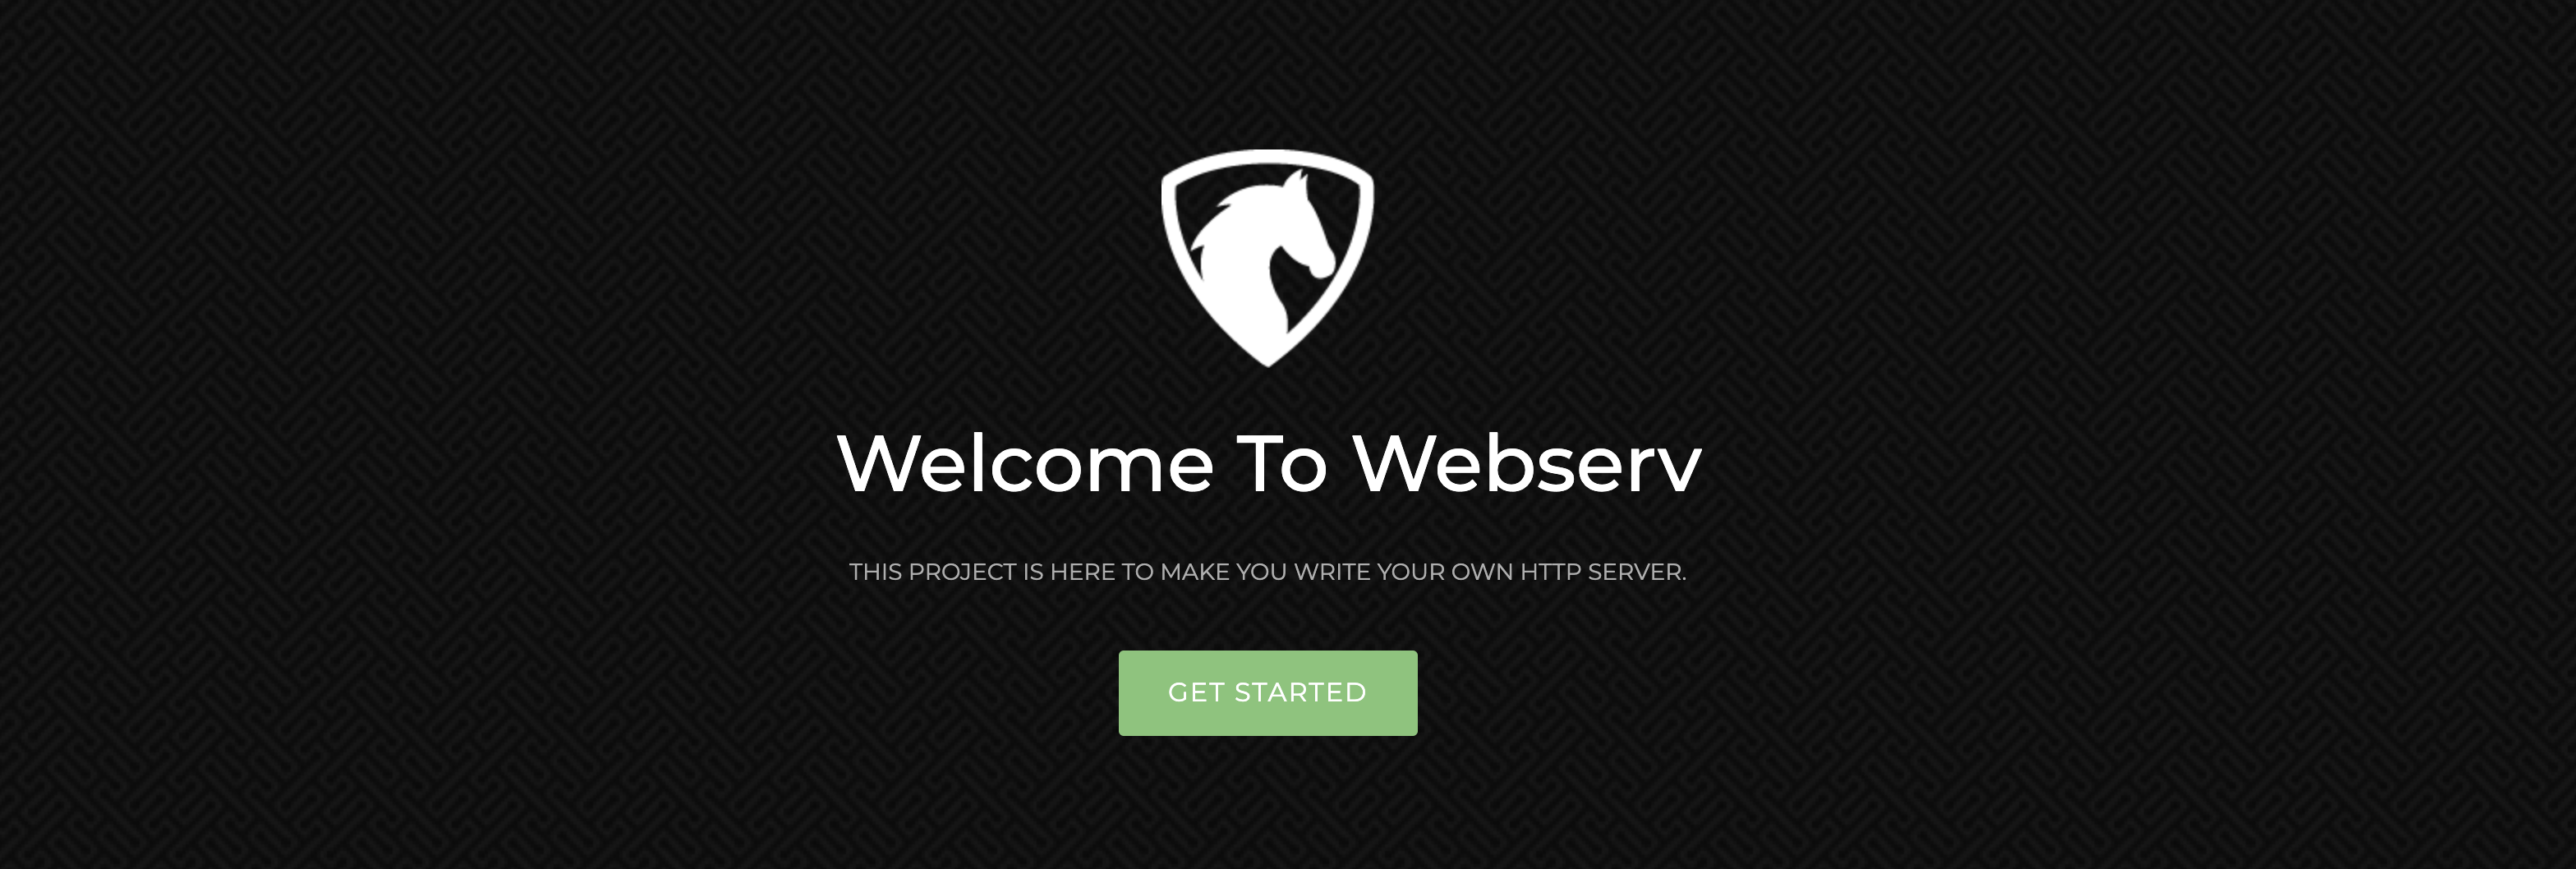 Welcome To Webserv
THIS PROJECT IS HERE TO MAKE YOU WRITE YOUR OWN HTTP SERVER.
GET STARTED